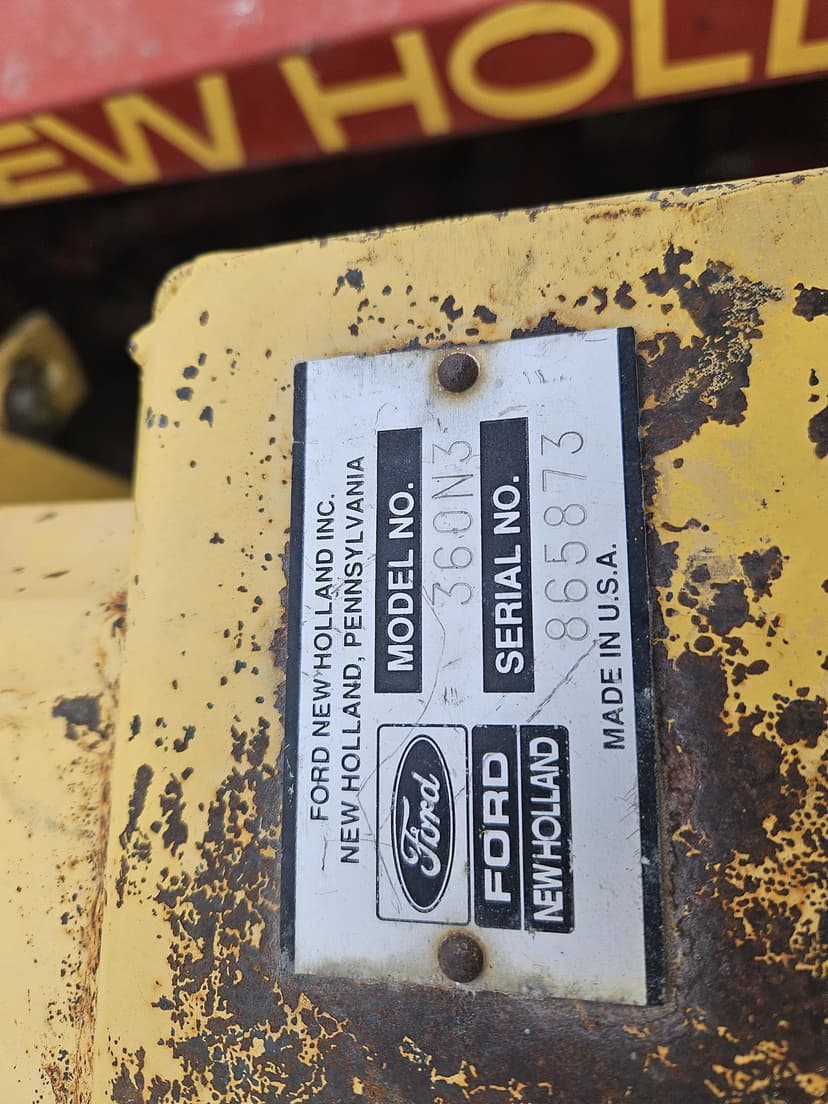 EW HOLL
FORD NEW HOLLAND INC.
NEW HOLLAND, PENNSYLVANIA
MODEL NO.
360N3
SERIAL NO.
865873
MADE IN U.S.A.
Ford
FORD
NEW HOLLAND